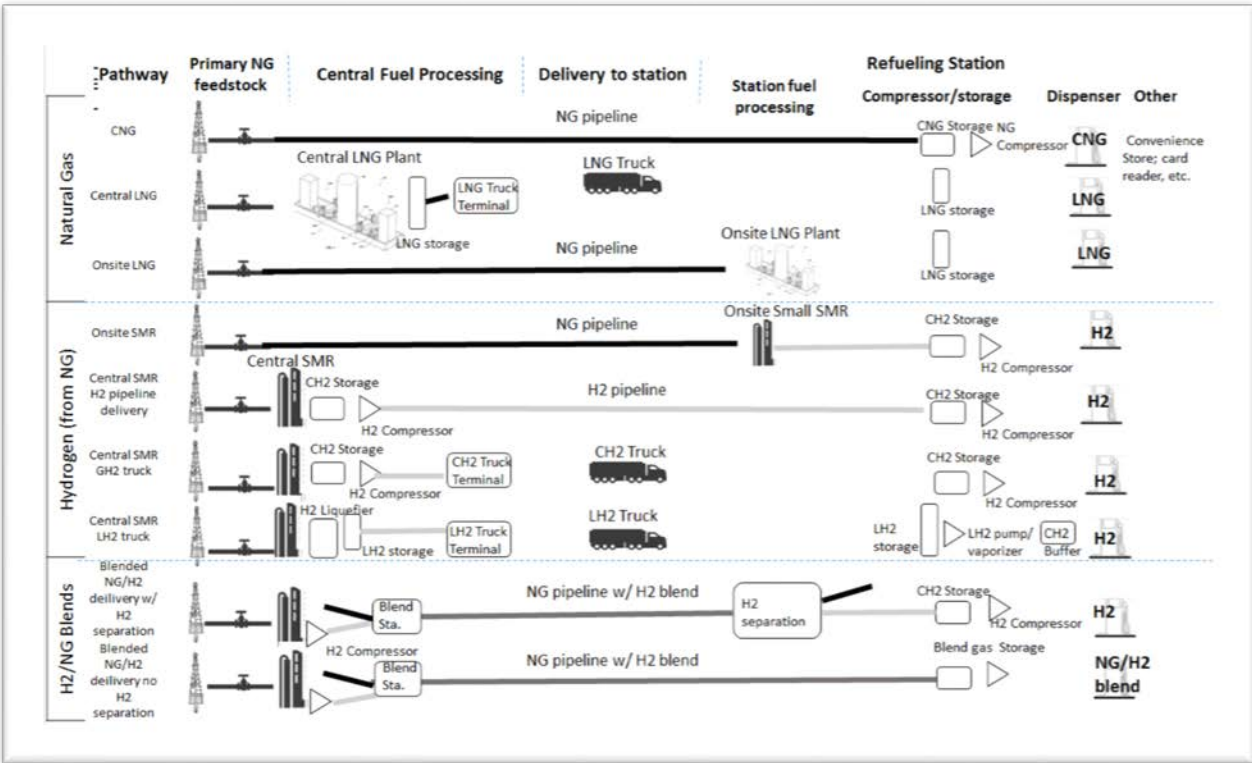 Pathway
Primary NG
feedstock
Central Fuel Processing
Delivery to station
Station fuel
processing
Refueling Station
Compressor/storage
Dispenser
Other
Natural Gas
CNG
NG pipeline
CNG Storage
NG
Compressor
CNG
Convenience
Store; card
reader, etc.
Central LNG
Central LNG Plant
LNG storage
LNG Truck
Terminal
LNG Truck
LNG storage
LNG
Onsite LNG
NG pipeline
Onsite LNG Plant
LNG storage
LNG
Hydrogen (from NG)
Onsite SMR
NG pipeline
Onsite Small SMR
CH2 Storage
H2 Compressor
H2
Central SMR
H2 pipeline
delivery
Central SMR
CH2 Storage
H2 Compressor
H2 pipeline
CH2 Storage
H2 Compressor
H2
Central SMR
GH2 truck
CH2 Storage
H2 Compressor
CH2 Truck
Terminal
CH2 Truck
CH2 Storage
H2 Compressor
H2
Central SMR
LH2 truck
H2 Liquefier
LH2 storage
LH2 Truck
Terminal
LH2 Truck
LH2
storage
LH2 pump/
vaporizer
CH2
Buffer
H2
H2/NG Blends
Blended
NG/H2
deilivery w/
H2
separation
H2 Compressor
Blend
Sta.
NG pipeline w/ H2 blend
H2
separation
CH2 Storage
H2 Compressor
H2
Blended
NG/H2
deilivery no
H2
separation
Blend
Sta.
NG pipeline w/ H2 blend
Blend gas Storage
NG/H2
blend